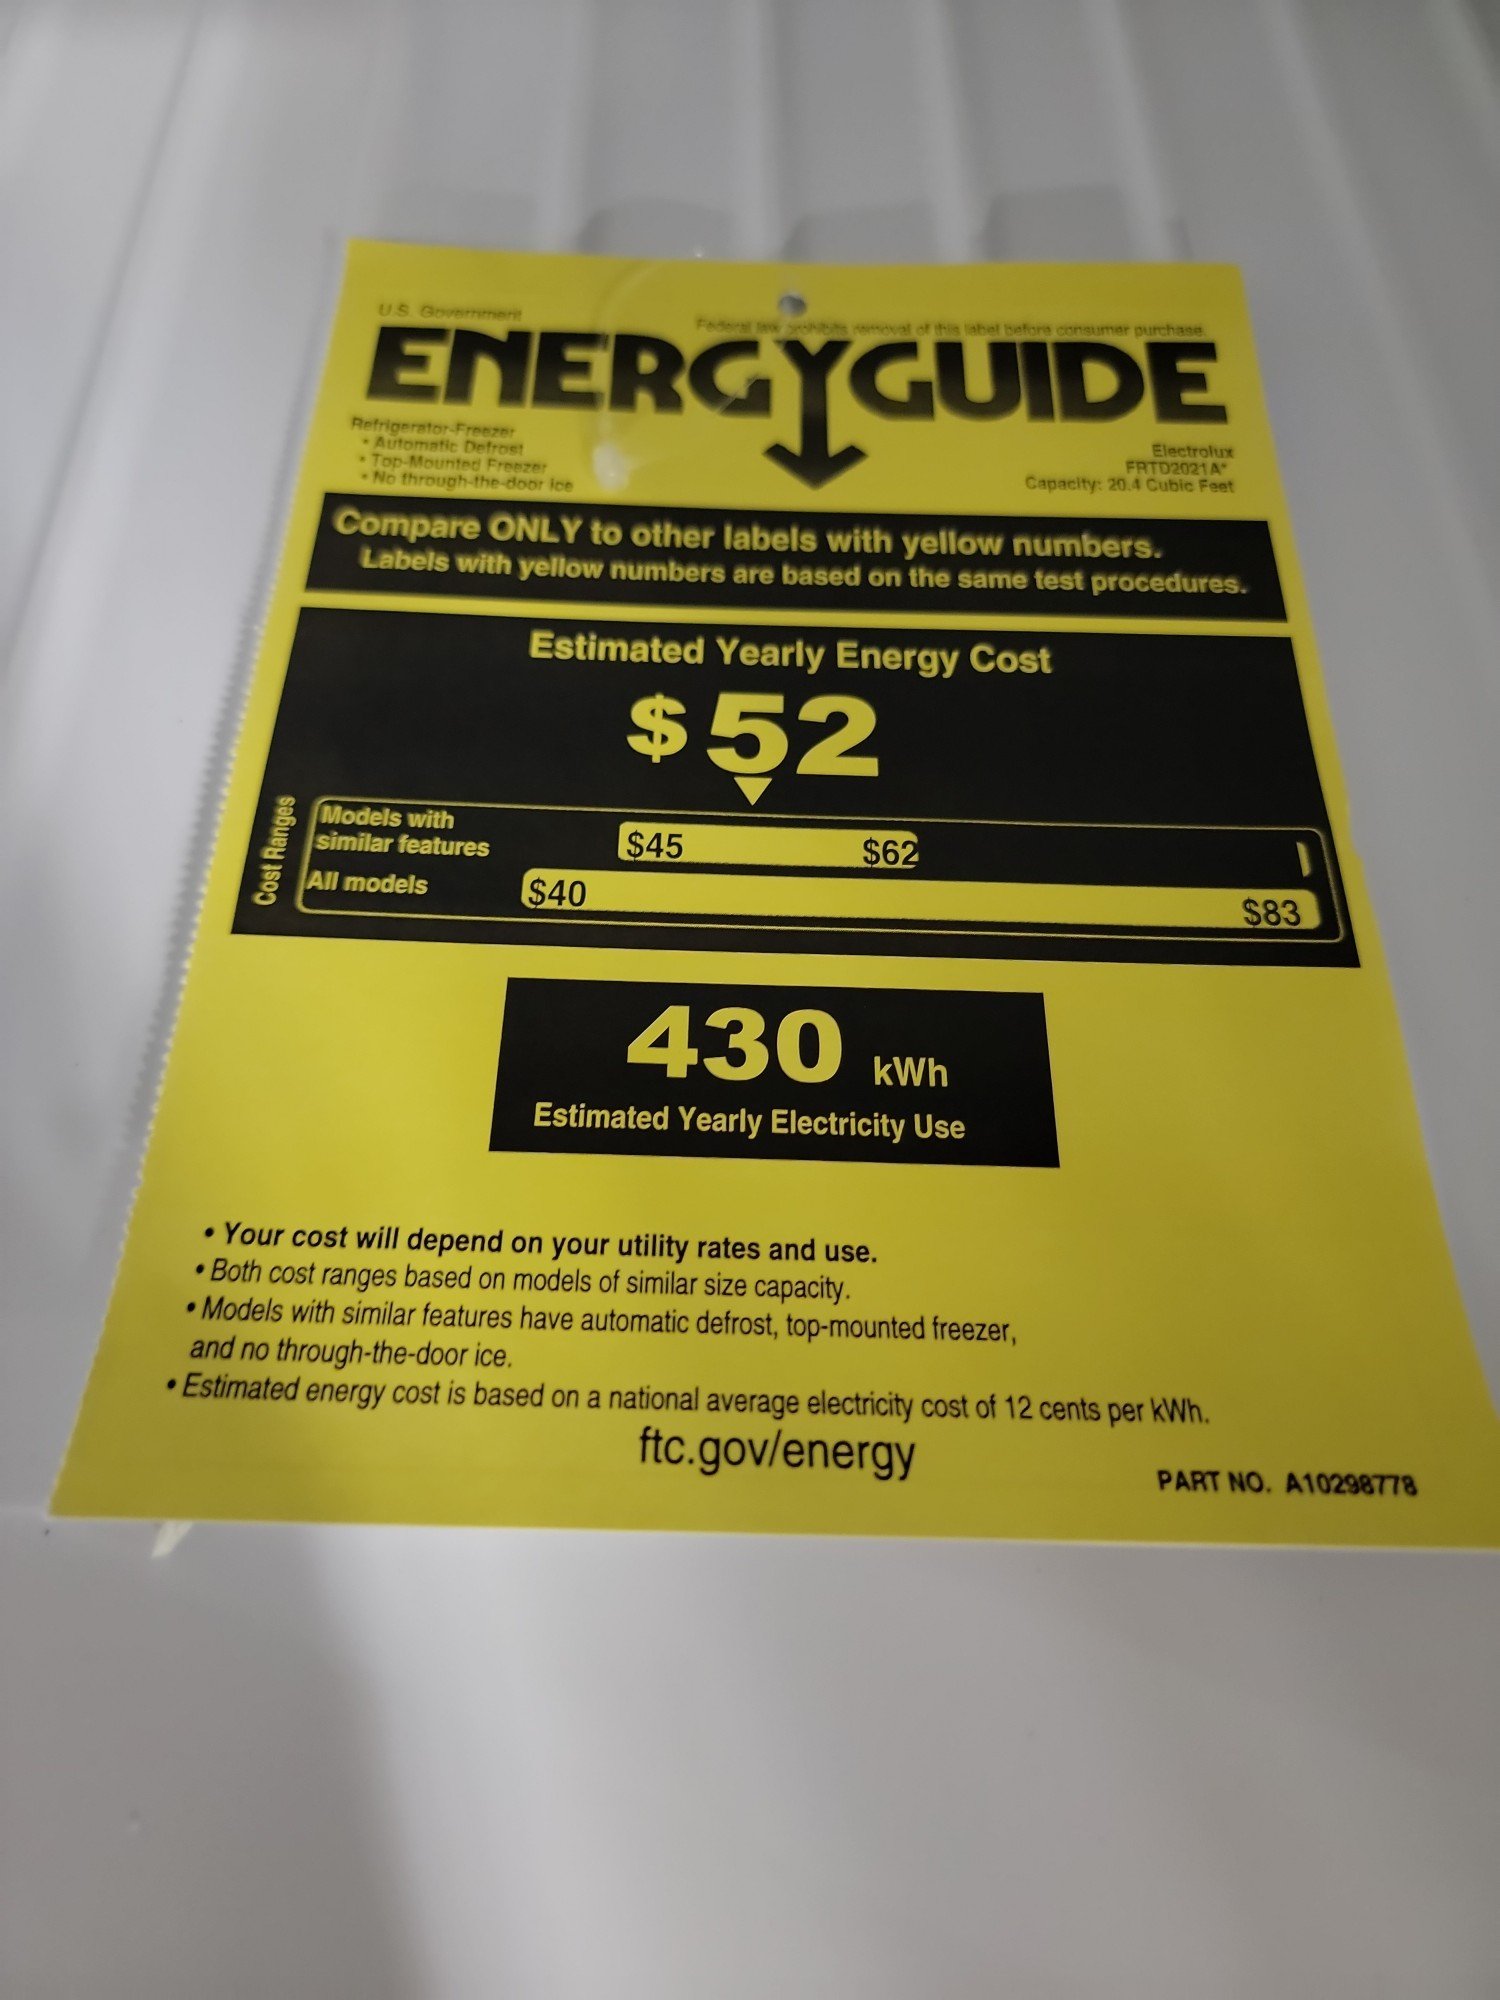 U.S. Government
Federal law prohibits removal of this label before consumer purchase.
ENERGYGUIDE
Refrigerator-Freezer
• Automatic Defrost
• Top-Mounted Freezer
• No through-the-door ice
Electrolux
FRTD2021A*
Capacity: 20.4 Cubic Feet
Compare ONLY to other labels with yellow numbers.
Labels with yellow numbers are based on the same test procedures.
Estimated Yearly Energy Cost
$52
Cost Ranges
Models with
similar features
$45 $62
All models
$40 $83
430 kWh
Estimated Yearly Electricity Use
• Your cost will depend on your utility rates and use.
• Both cost ranges based on models of similar size capacity.
• Models with similar features have automatic defrost, top-mounted freezer,
and no through-the-door ice.
• Estimated energy cost is based on a national average electricity cost of 12 cents per kWh.
ftc.gov/energy
PART NO. A10298778